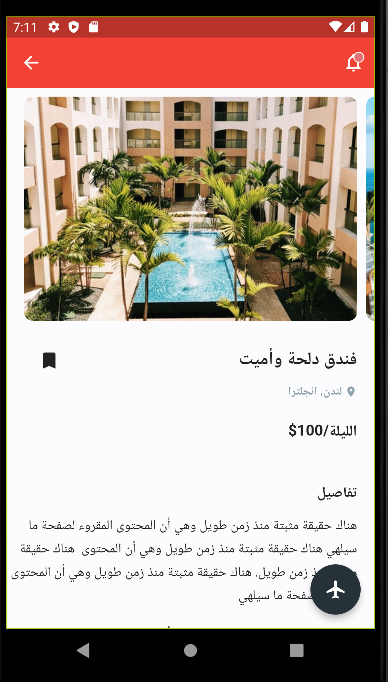 7:11
فندق دلحة وأميت
لندن, انجلترا
الليلة/100$
تفاصيل
هناك حقيقة مثبتة منذ زمن طويل وهي أن المحتوى المقروء لصفحة ما
سيلهي هناك حقيقة مثبتة منذ زمن طويل وهي أن المحتوى هناك حقيقة
زمن طويل. هناك حقيقة مثبتة منذ زمن طويل وهي أن المحتوى
صفحة ما سيلهي